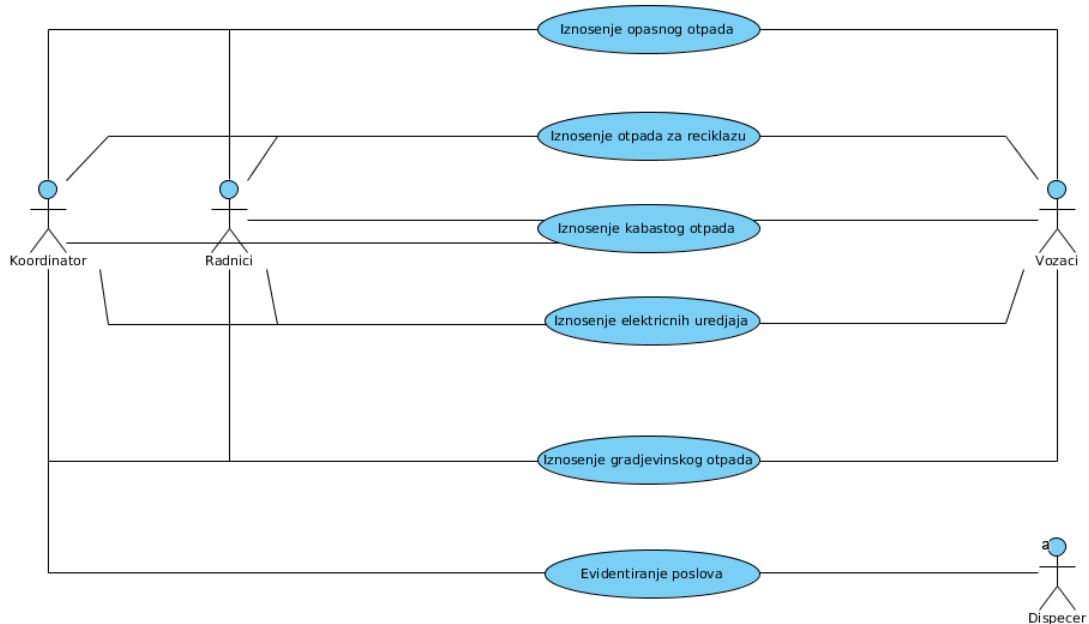 Iznosenje opasnog otpada
Iznosenje otpada za reciklazu
Iznosenje kabastog otpada
Koordinator
Radnici
Vozaci
Iznosenje elektricnih uredjaja
Iznosenje gradjevinskog otpada
a
Evidentiranje poslova
Dispecer